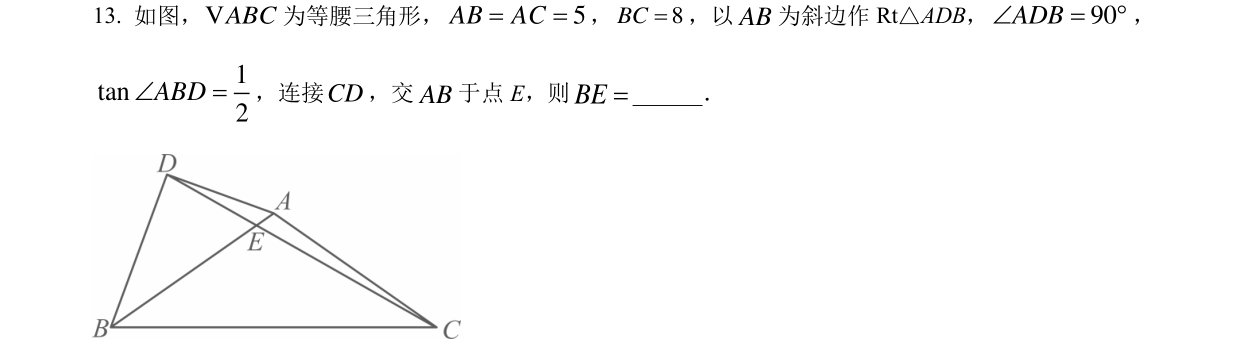 13. 如图，VABC 为等腰三角形，AB = AC = 5，BC = 8，以 AB 为斜边作 Rt△ADB，∠ADB = 90°，
tan ∠ABD = 1/2，连接 CD，交 AB 于点 E，则 BE = ______.
D
A
E
B
C